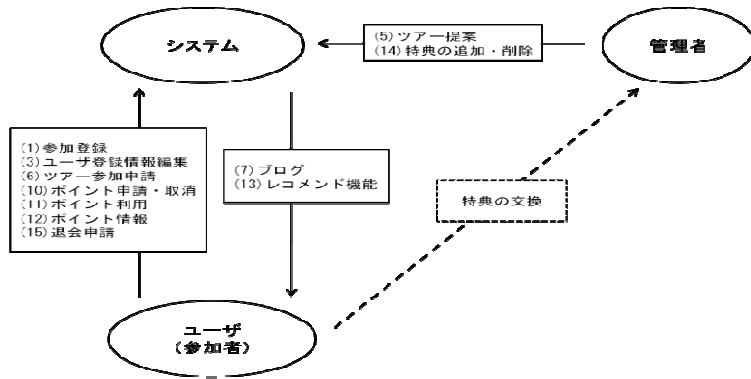 システム
(5)ツアー提案
(14)特典の追加・削除
管理者
(1)参加登録
(3)ユーザ登録情報編集
(6)ツアー参加申請
(10)ポイント申請・取消
(11)ポイント利用
(12)ポイント情報
(15)退会申請
(7)ブログ
(13)レコメンド機能
特典の交換
ユーザ
(参加者)